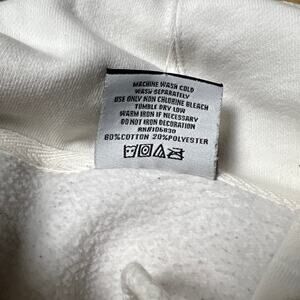 MACHINE WASH COLD
WASH SEPARATELY
USE ONLY NON CHLORINE BLEACH
TUMBLE DRY LOW
WARM IRON IF NECESSARY
DO NOT IRON DECORATION
RN#106830
80%COTTON 20%POLYESTER